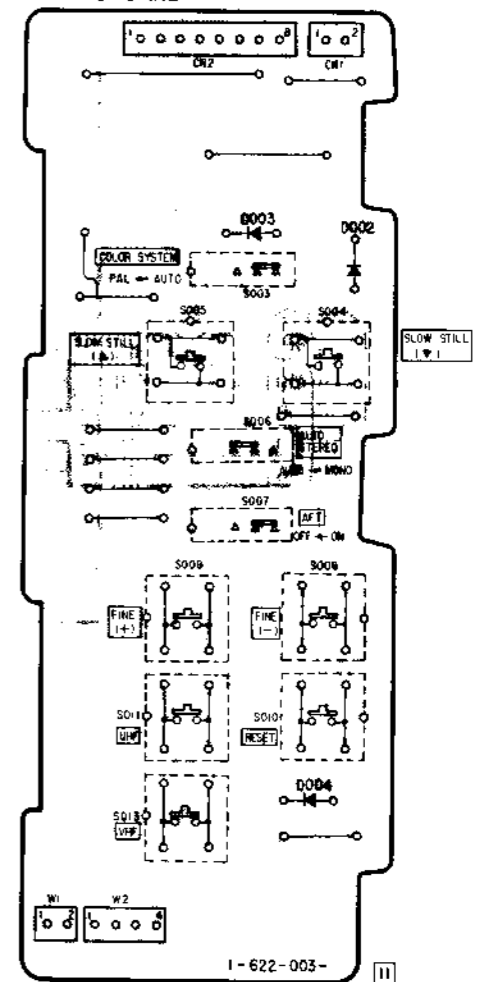 1 8
CN2
1 2
CN1
D003
D002
COLOR SYSTEM
PAL ↔ AUTO
S003
S005
S004
SLOW STILL
(▲)
SLOW STILL
(▼)
S006
AUTO
STEREO
MONO
S007
AFT
OFF ↔ ON
S009
FINE
(+)
FINE
(-)
S011
UHF
S010
RESET
S013
VHF
D004
W1
1 2
W2
1 4
1-622-003-
11